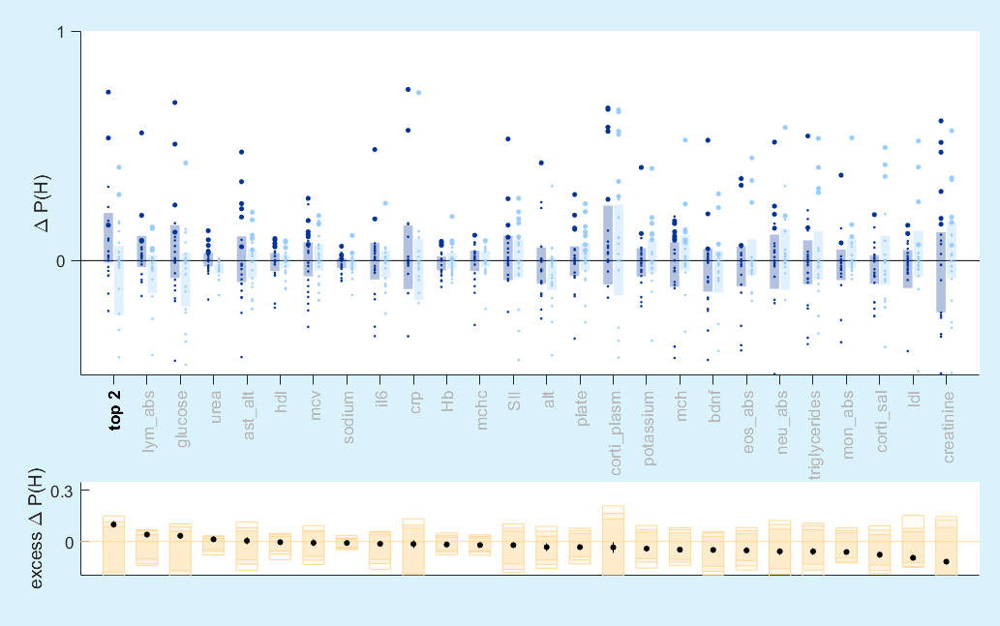 1
Δ P(H)
0
top 2
lym_abs
glucose
urea
ast_alt
hdl
mcv
sodium
il6
crp
Hb
mchc
SII
alt
plate
corti_plasm
potasium
mch
bdnf
eos_abs
neu_abs
triglycerides
mon_abs
corti_sal
ldl
creatinine
excess Δ P(H)
0.3
0